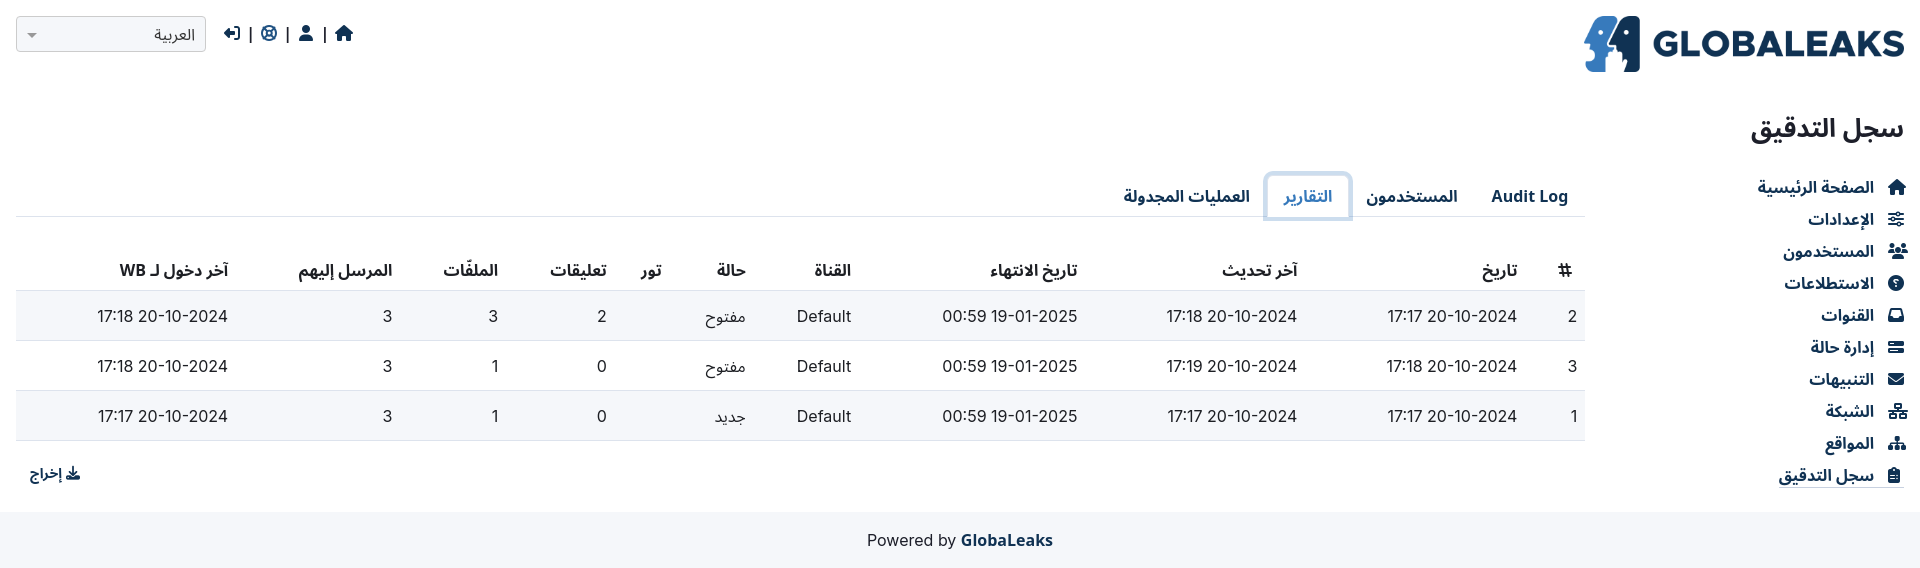 GLOBALEAKS
| | |
العربية
سجل التدقيق
الصفحة الرئيسية
الإعدادات
المستخدمون
الاستطلاعات
القنوات
إدارة حالة
التنبيهات
الشبكة
المواقع
سجل التدقيق
Audit Log المستخدمون التقارير العمليات المجدولة
# تاريخ آخر تحديث تاريخ الانتهاء القناة حالة تور تعليقات الملفّات المرسل إليهم آخر دخول لـ WB
2 17:17 20-10-2024 17:18 20-10-2024 00:59 19-01-2025 Default مفتوح 2 3 3 17:18 20-10-2024
3 17:18 20-10-2024 17:19 20-10-2024 00:59 19-01-2025 Default مفتوح 0 1 3 17:18 20-10-2024
1 17:17 20-10-2024 17:17 20-10-2024 00:59 19-01-2025 Default جديد 0 1 3 17:17 20-10-2024
إخراج
Powered by GlobaLeaks